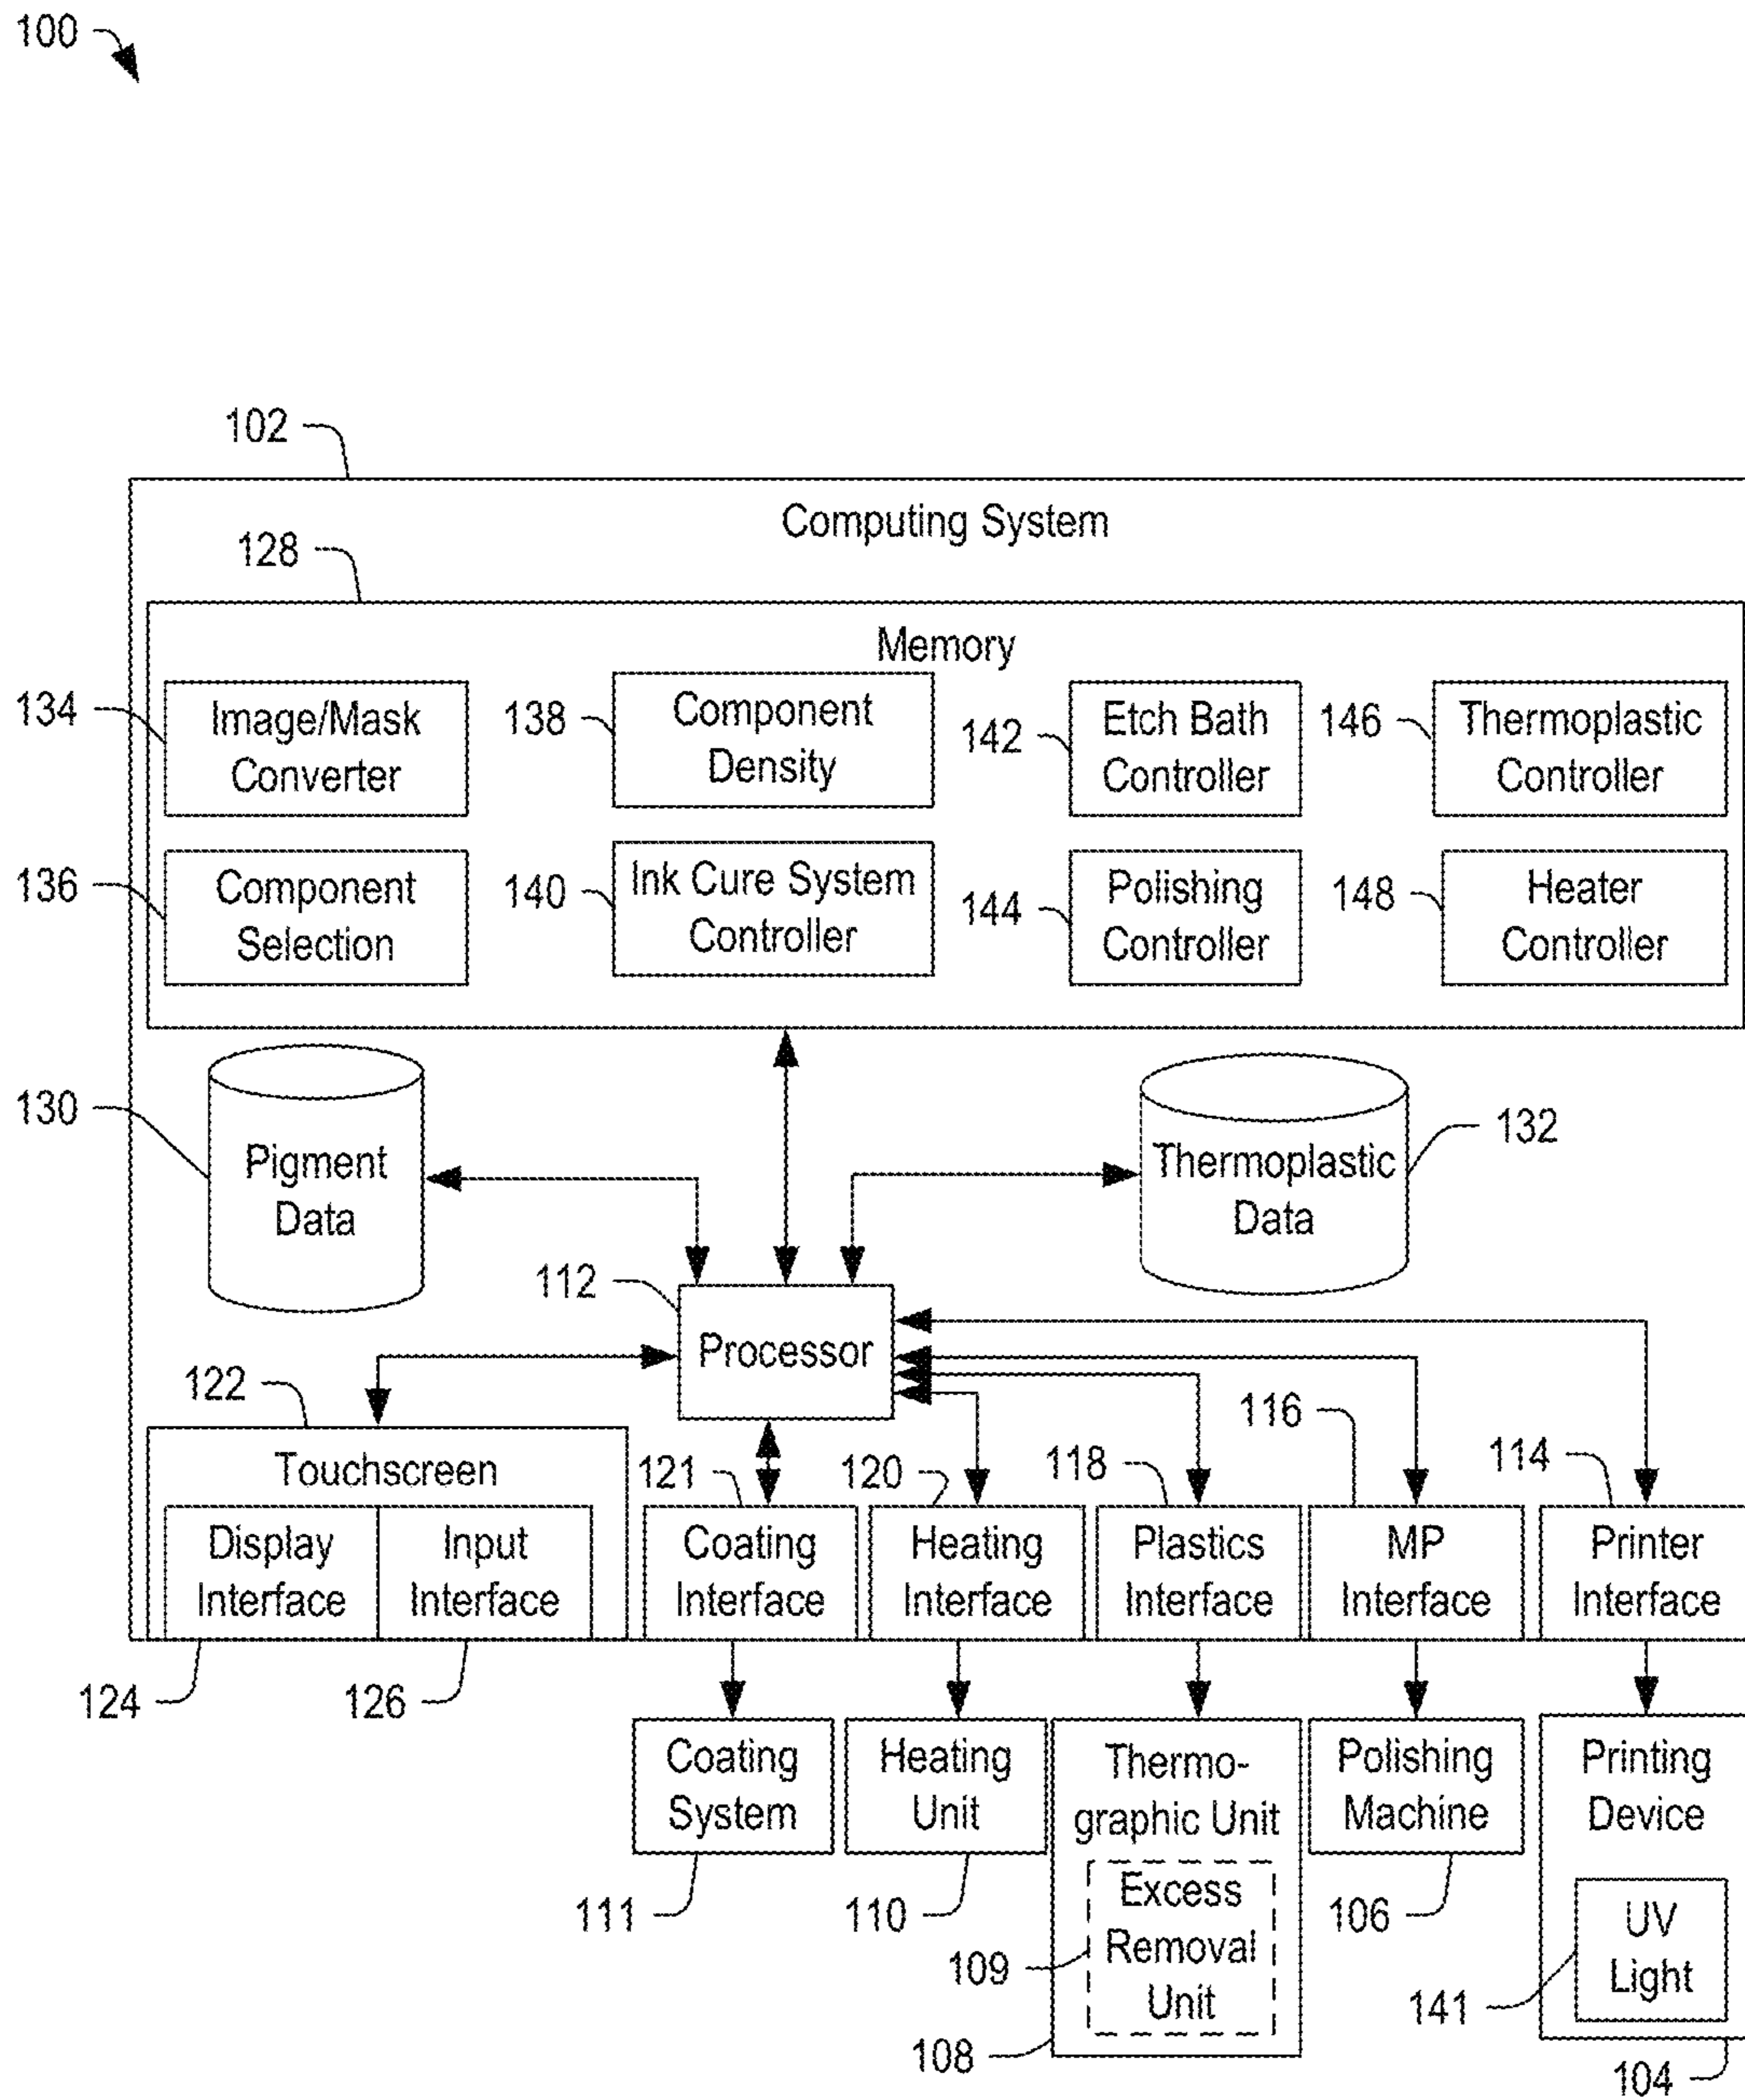 100
102
Computing System
128
Memory
134
Image/Mask
Converter
138
Component
Density
142
Etch Bath
Controller
146
Thermoplastic
Controller
136
Component
Selection
140
Ink Cure System
Controller
144
Polishing
Controller
148
Heater
Controller
130
Pigment
Data
132
Thermoplastic
Data
112
Processor
122
Touchscreen
121
120
118
116
114
Display
Interface
Input
Interface
Coating
Interface
Heating
Interface
Plastics
Interface
MP
Interface
Printer
Interface
124
126
Coating
System
Heating
Unit
Thermo-
graphic Unit
Polishing
Machine
Printing
Device
111
110
109
Excess
Removal
Unit
106
141
UV
Light
108
104